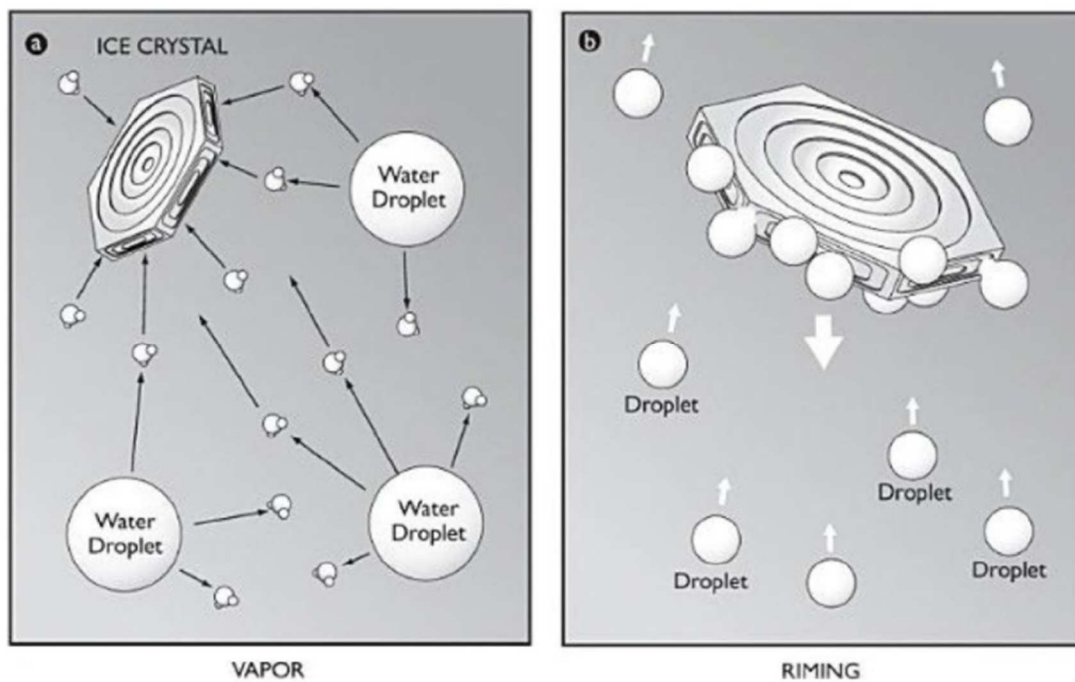 a
ICE CRYSTAL
Water
Droplet
Water
Droplet
Water
Droplet
VAPOR
b
Droplet
Droplet
Droplet
Droplet
RIMING